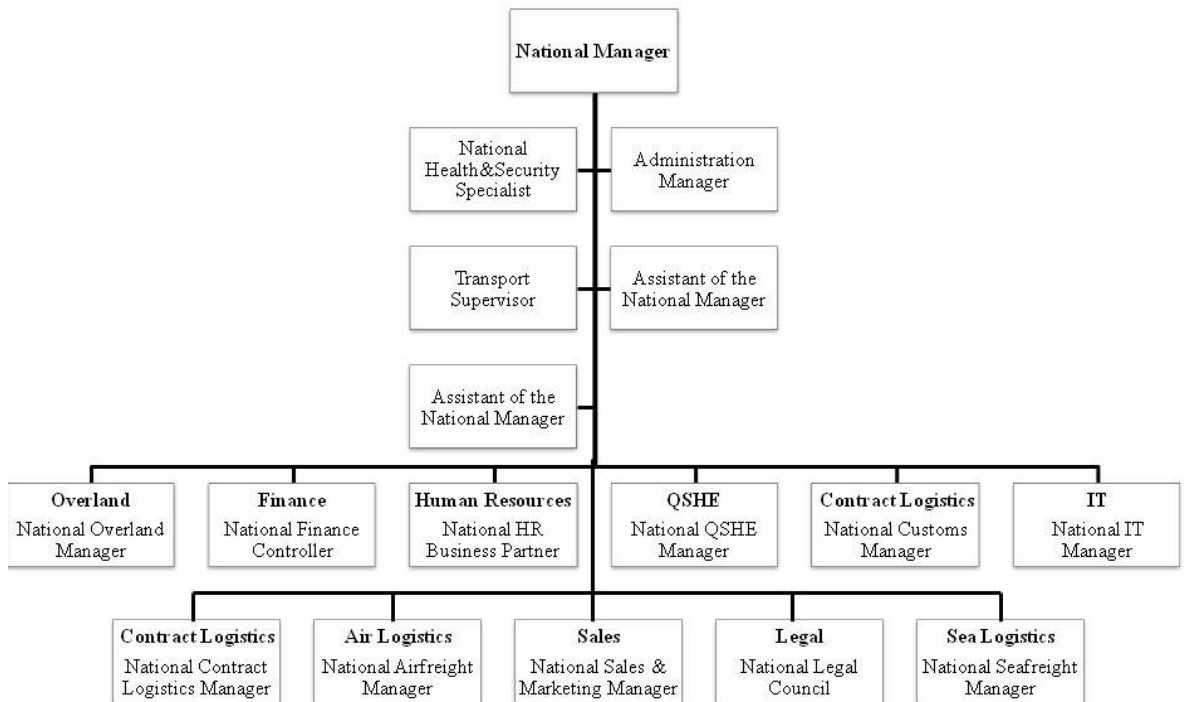 National Manager
National
Health&Security
Specialist
Administration
Manager
Transport
Supervisor
Assistant of the
National Manager
Assistant of the
National Manager
Overland
National Overland
Manager
Finance
National Finance
Controller
Human Resources
National HR
Business Partner
QSHE
National QSHE
Manager
Contract Logistics
National Customs
Manager
IT
National IT
Manager
Contract Logistics
National Contract
Logistics Manager
Air Logistics
National Airfreight
Manager
Sales
National Sales &
Marketing Manager
Legal
National Legal
Council
Sea Logistics
National Seafreight
Manager